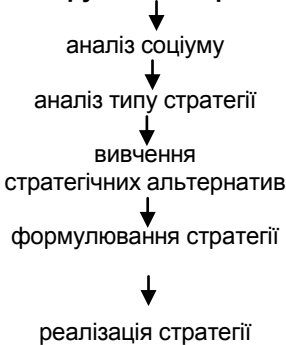 аналіз соціуму
аналіз типу стратегії
вивчення
стратегічних альтернатив
формулювання стратегії
реалізація стратегії